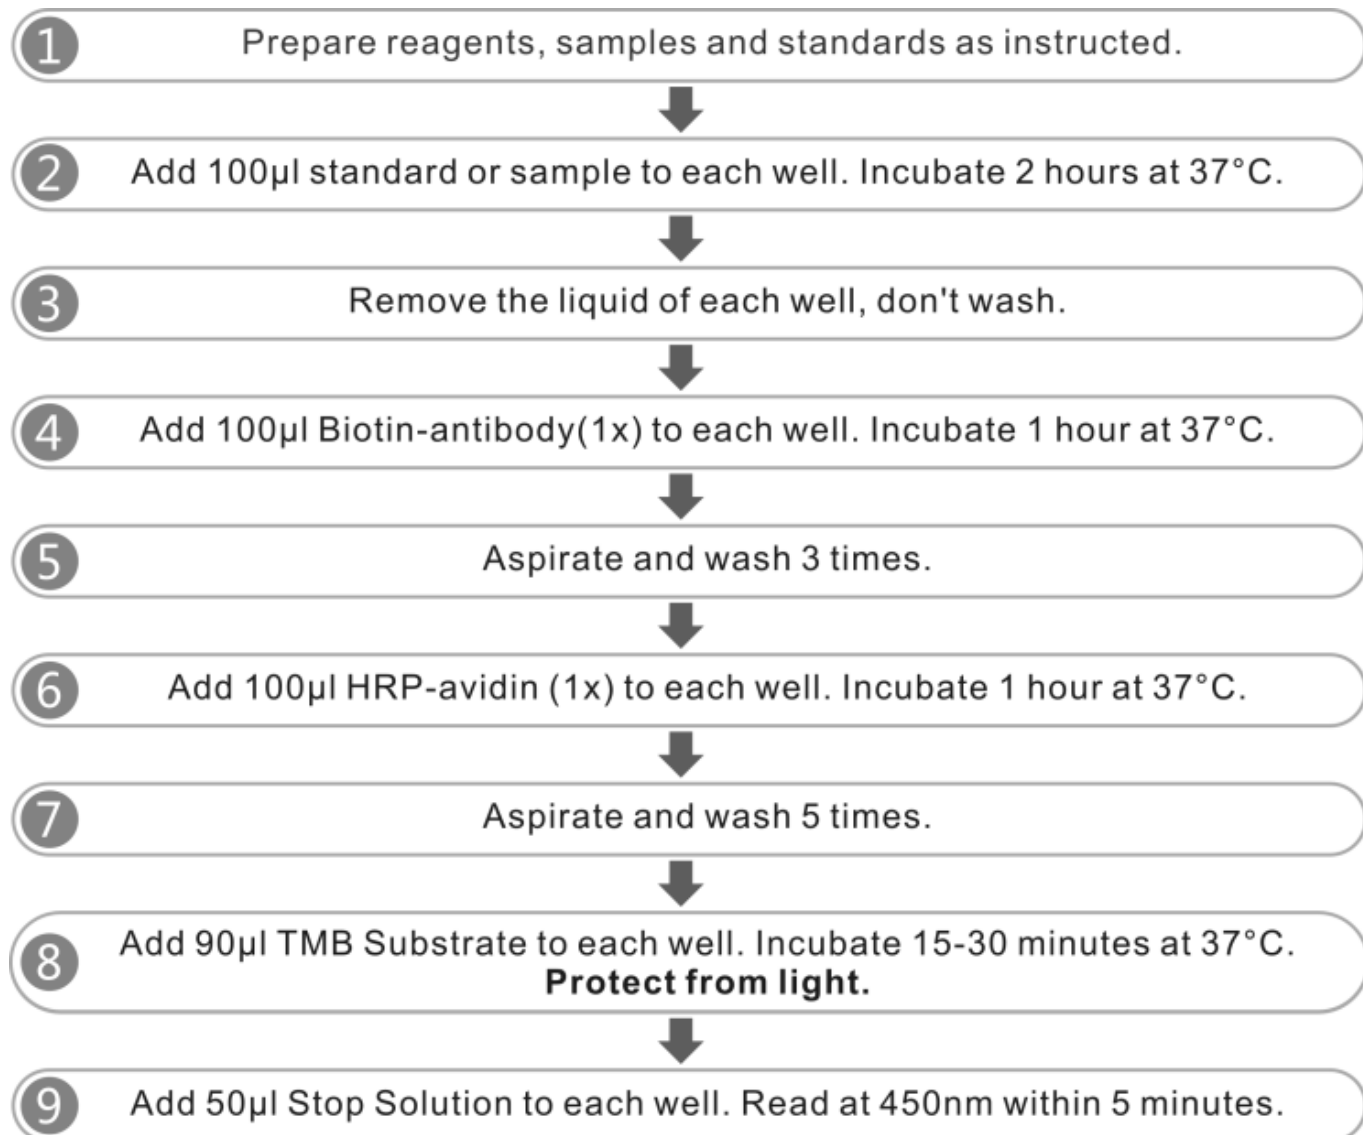 1 Prepare reagents, samples and standards as instructed.
2 Add 100µl standard or sample to each well. Incubate 2 hours at 37°C.
3 Remove the liquid of each well, don't wash.
4 Add 100µl Biotin-antibody(1x) to each well. Incubate 1 hour at 37°C.
5 Aspirate and wash 3 times.
6 Add 100µl HRP-avidin (1x) to each well. Incubate 1 hour at 37°C.
7 Aspirate and wash 5 times.
8 Add 90µl TMB Substrate to each well. Incubate 15-30 minutes at 37°C.
Protect from light.
9 Add 50µl Stop Solution to each well. Read at 450nm within 5 minutes.